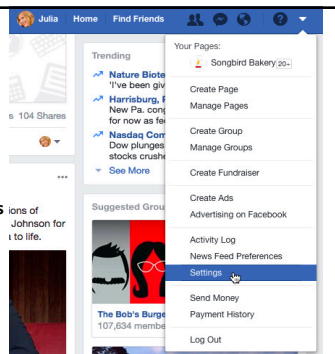 Julia Home Find Friends
Your Pages:
Songbird Bakery 20+
Create Page
Manage Pages
Create Group
Manage Groups
Create Fundraiser
Create Ads
Advertising on Facebook
Activity Log
News Feed Preferences
Settings
Send Money
Payment History
Log Out
104 Shares
ions of
Johnson for
to life.
Trending
Nature Biote
'I've been giv
Harrisburg, P
New Pa. cong
for now as fed
Nasdaq Com
Dow plunges
stocks crushe
See More
Suggested Grou
The Bob's Burge
107,634 membe